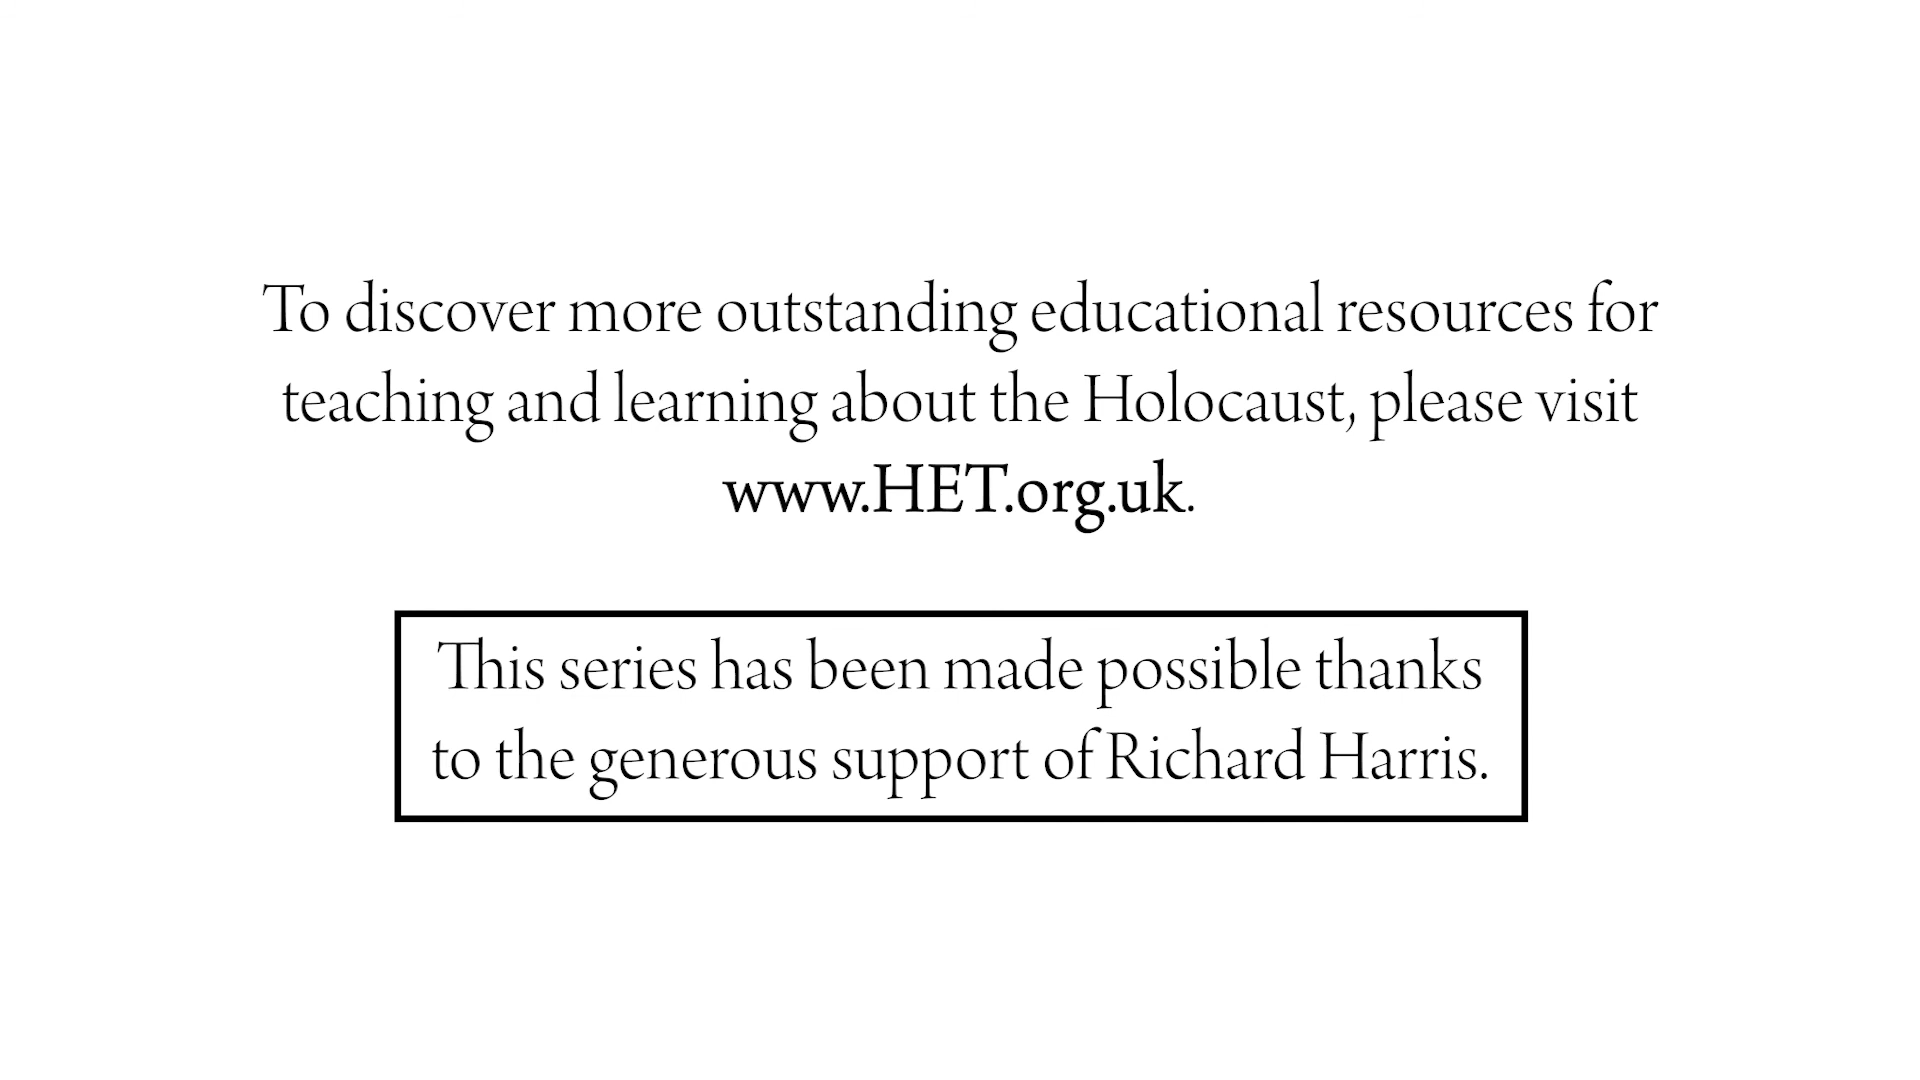 To discover more outstanding educational resources for
teaching and learning about the Holocaust, please visit
www.HET.org.uk.
This series has been made possible thanks
to the generous support of Richard Harris.